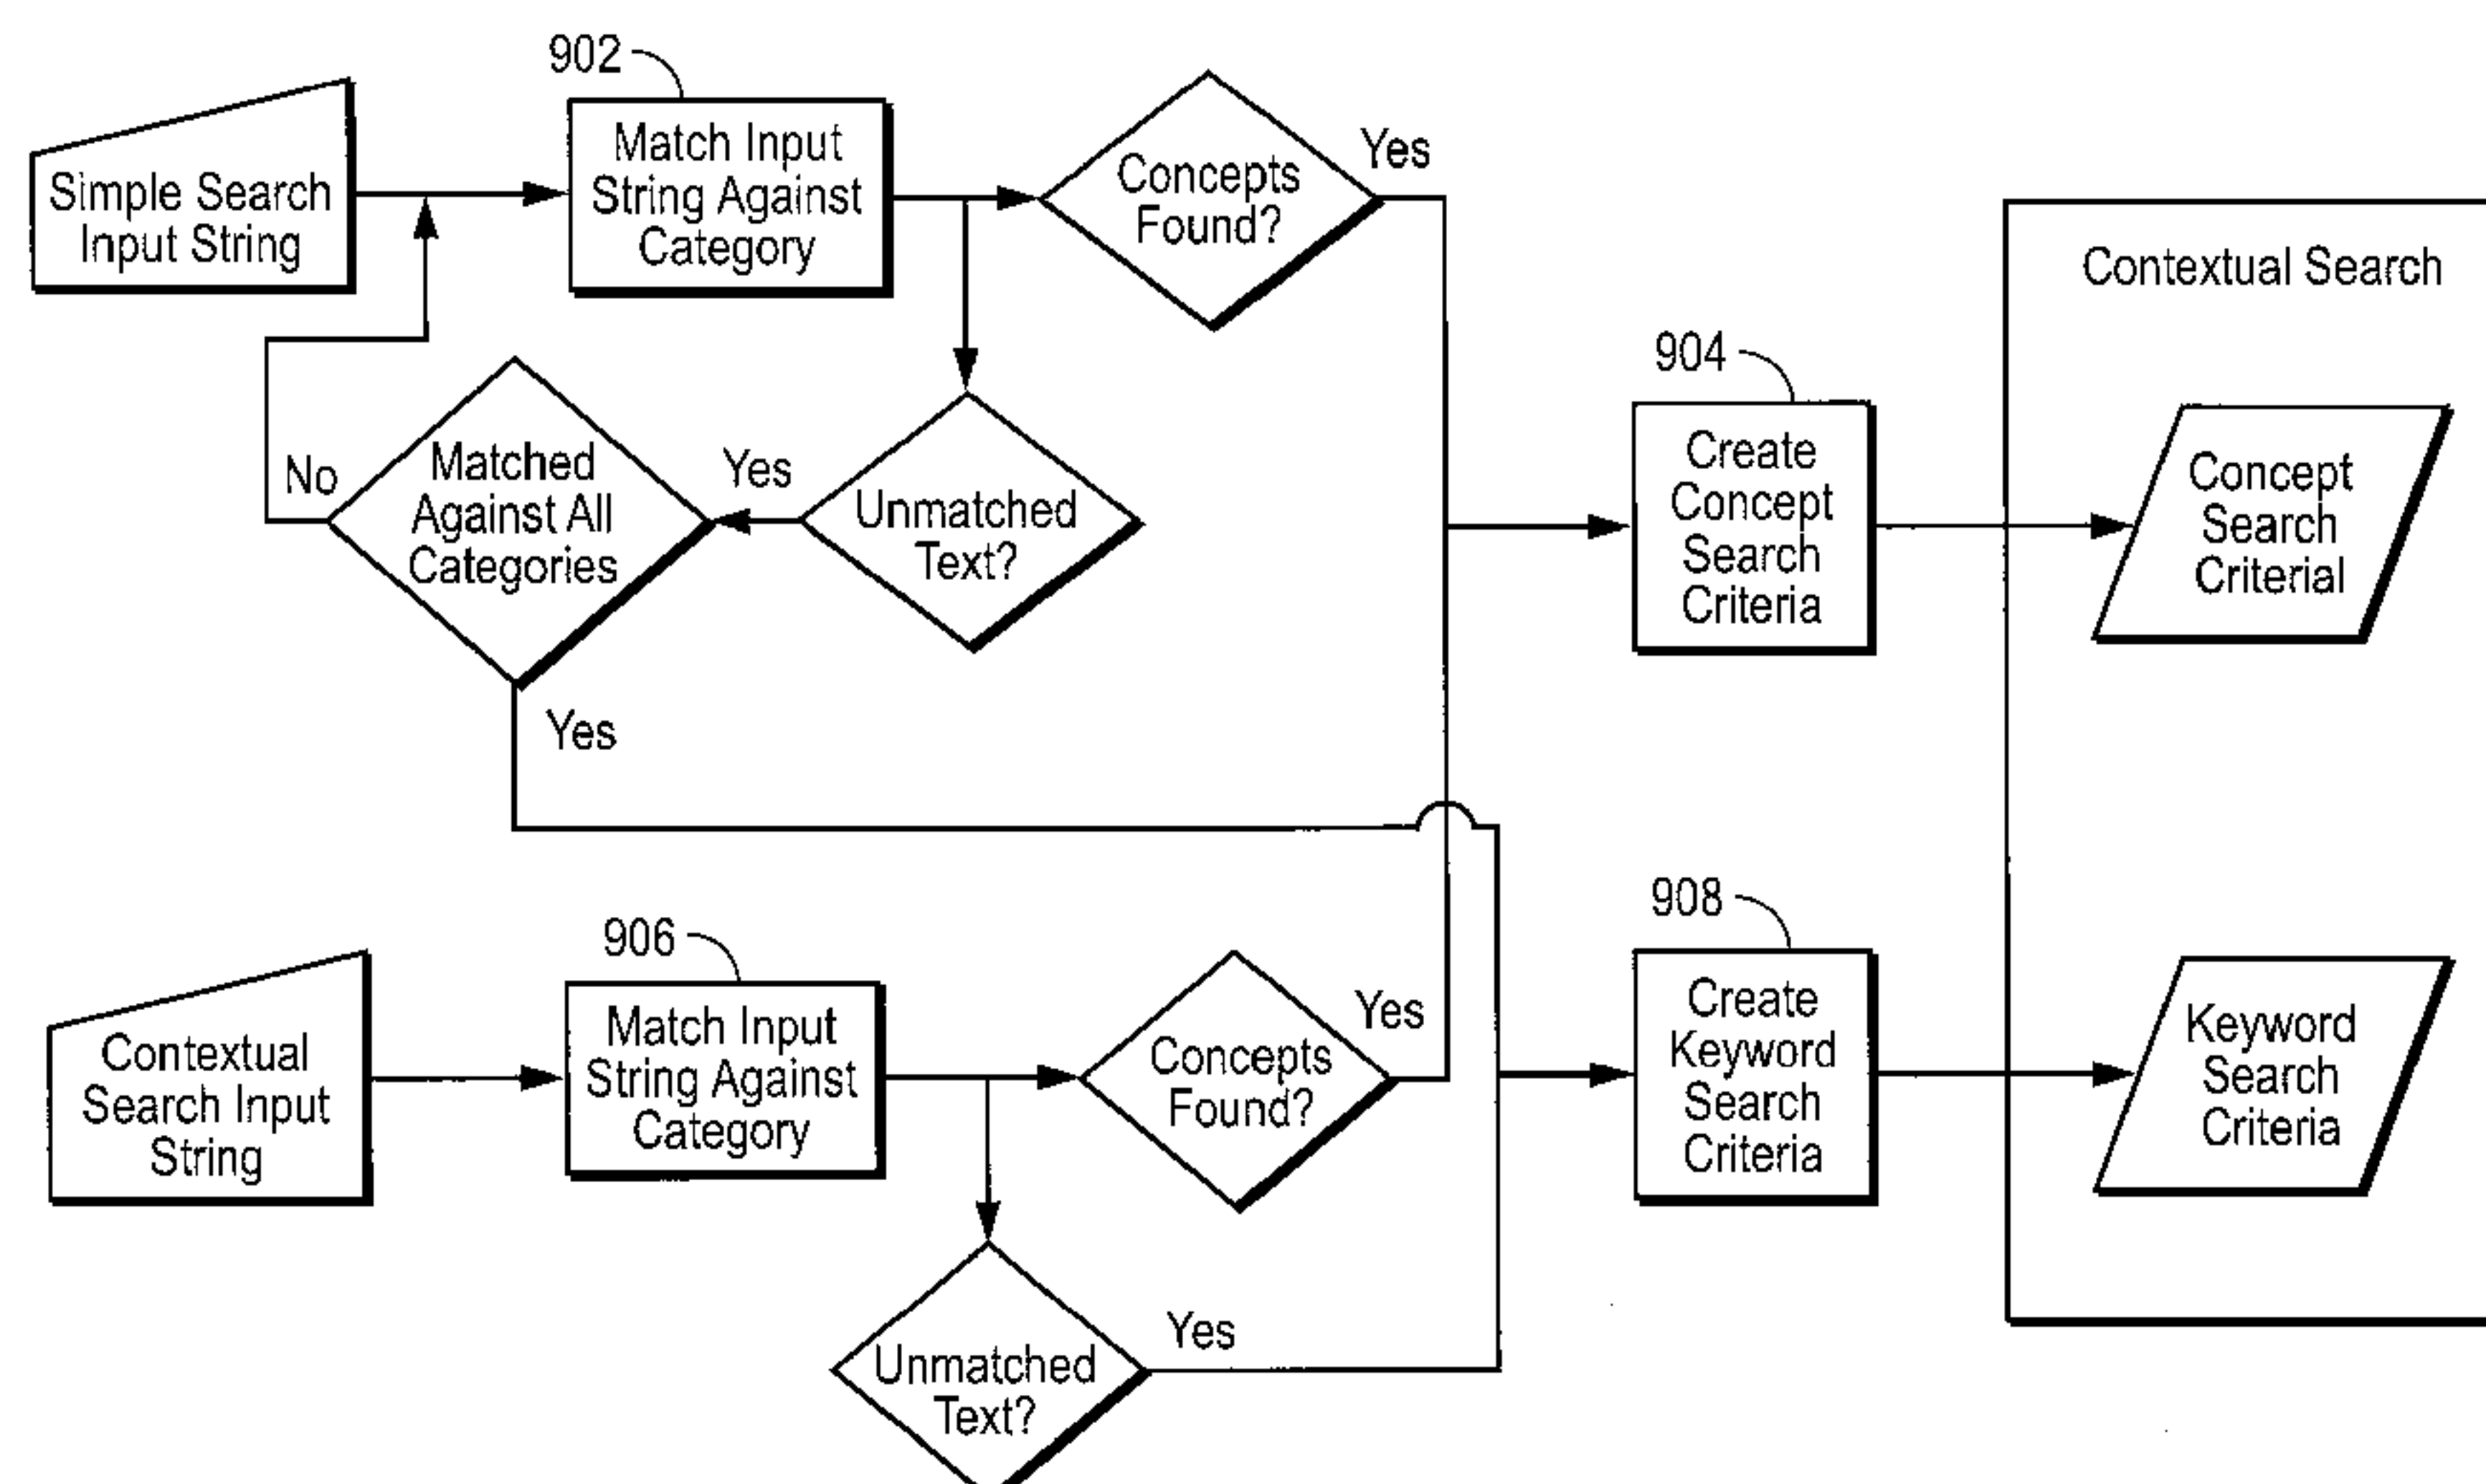 902
Simple Search
Input String
Match Input
String Against
Category
Concepts
Found?
Yes
Contextual Search
904
Create
Concept
Search
Criteria
Concept
Search
Criterial
No
Matched
Against All
Categories
Yes
Unmatched
Text?
Yes
906
Contextual
Search Input
String
Match Input
String Against
Category
Concepts
Found?
Yes
908
Create
Keyword
Search
Criteria
Keyword
Search
Criteria
Unmatched
Text?
Yes